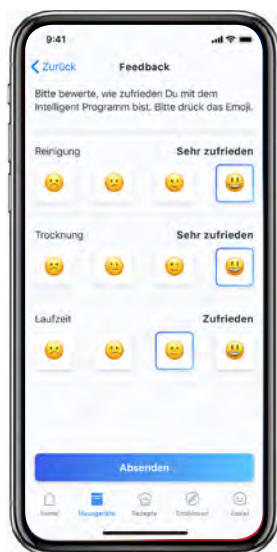 9:41
Zurück Feedback
Bitte bewerte, wie zufrieden Du mit dem
Intelligent Programm bist. Bitte drück das Emoji.
Reinigung Sehr zufrieden
Trocknung Sehr zufrieden
Laufzeit Zufrieden
Absenden
Home Hausgeräte Rezepte Entdecken